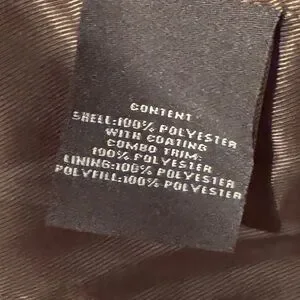 CONTENT
SHELL:100% POLYESTER
WITH COATING
COMBO TRIM:
100% POLYESTER
LINING:100% POLYESTER
POLYFILL:100% POLYESTER